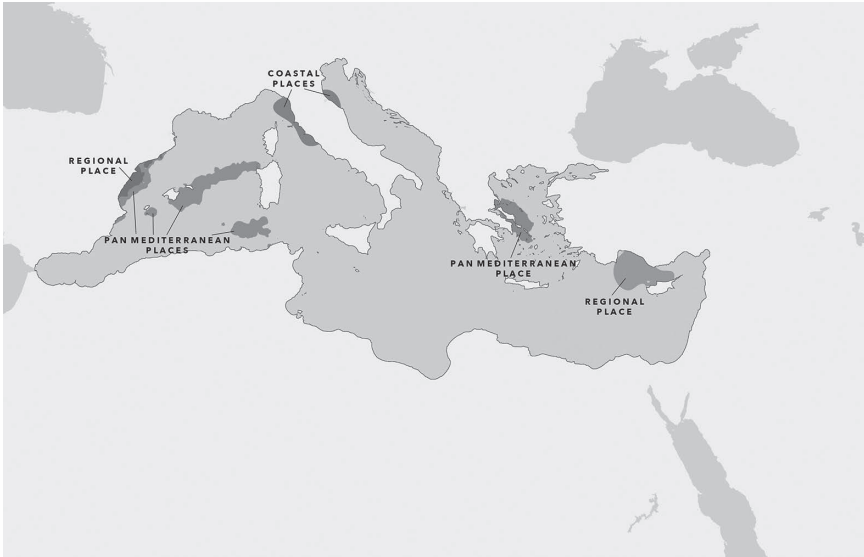 COASTAL
PLACES
REGIONAL
PLACE
PAN MEDITERRANEAN
PLACES
PAN MEDITERRANEAN
PLACE
REGIONAL
PLACE